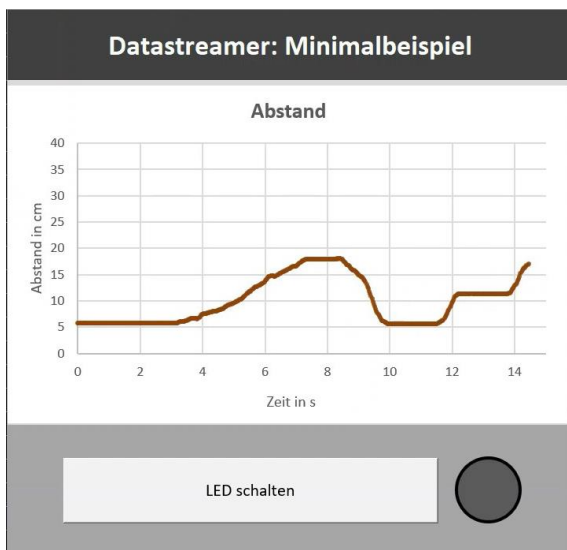 Datastreamer: Minimalbeispiel
Abstand
40
35
30
25
20
15
10
5
0
Abstand in cm
0 2 4 6 8 10 12 14
Zeit in s
LED schalten